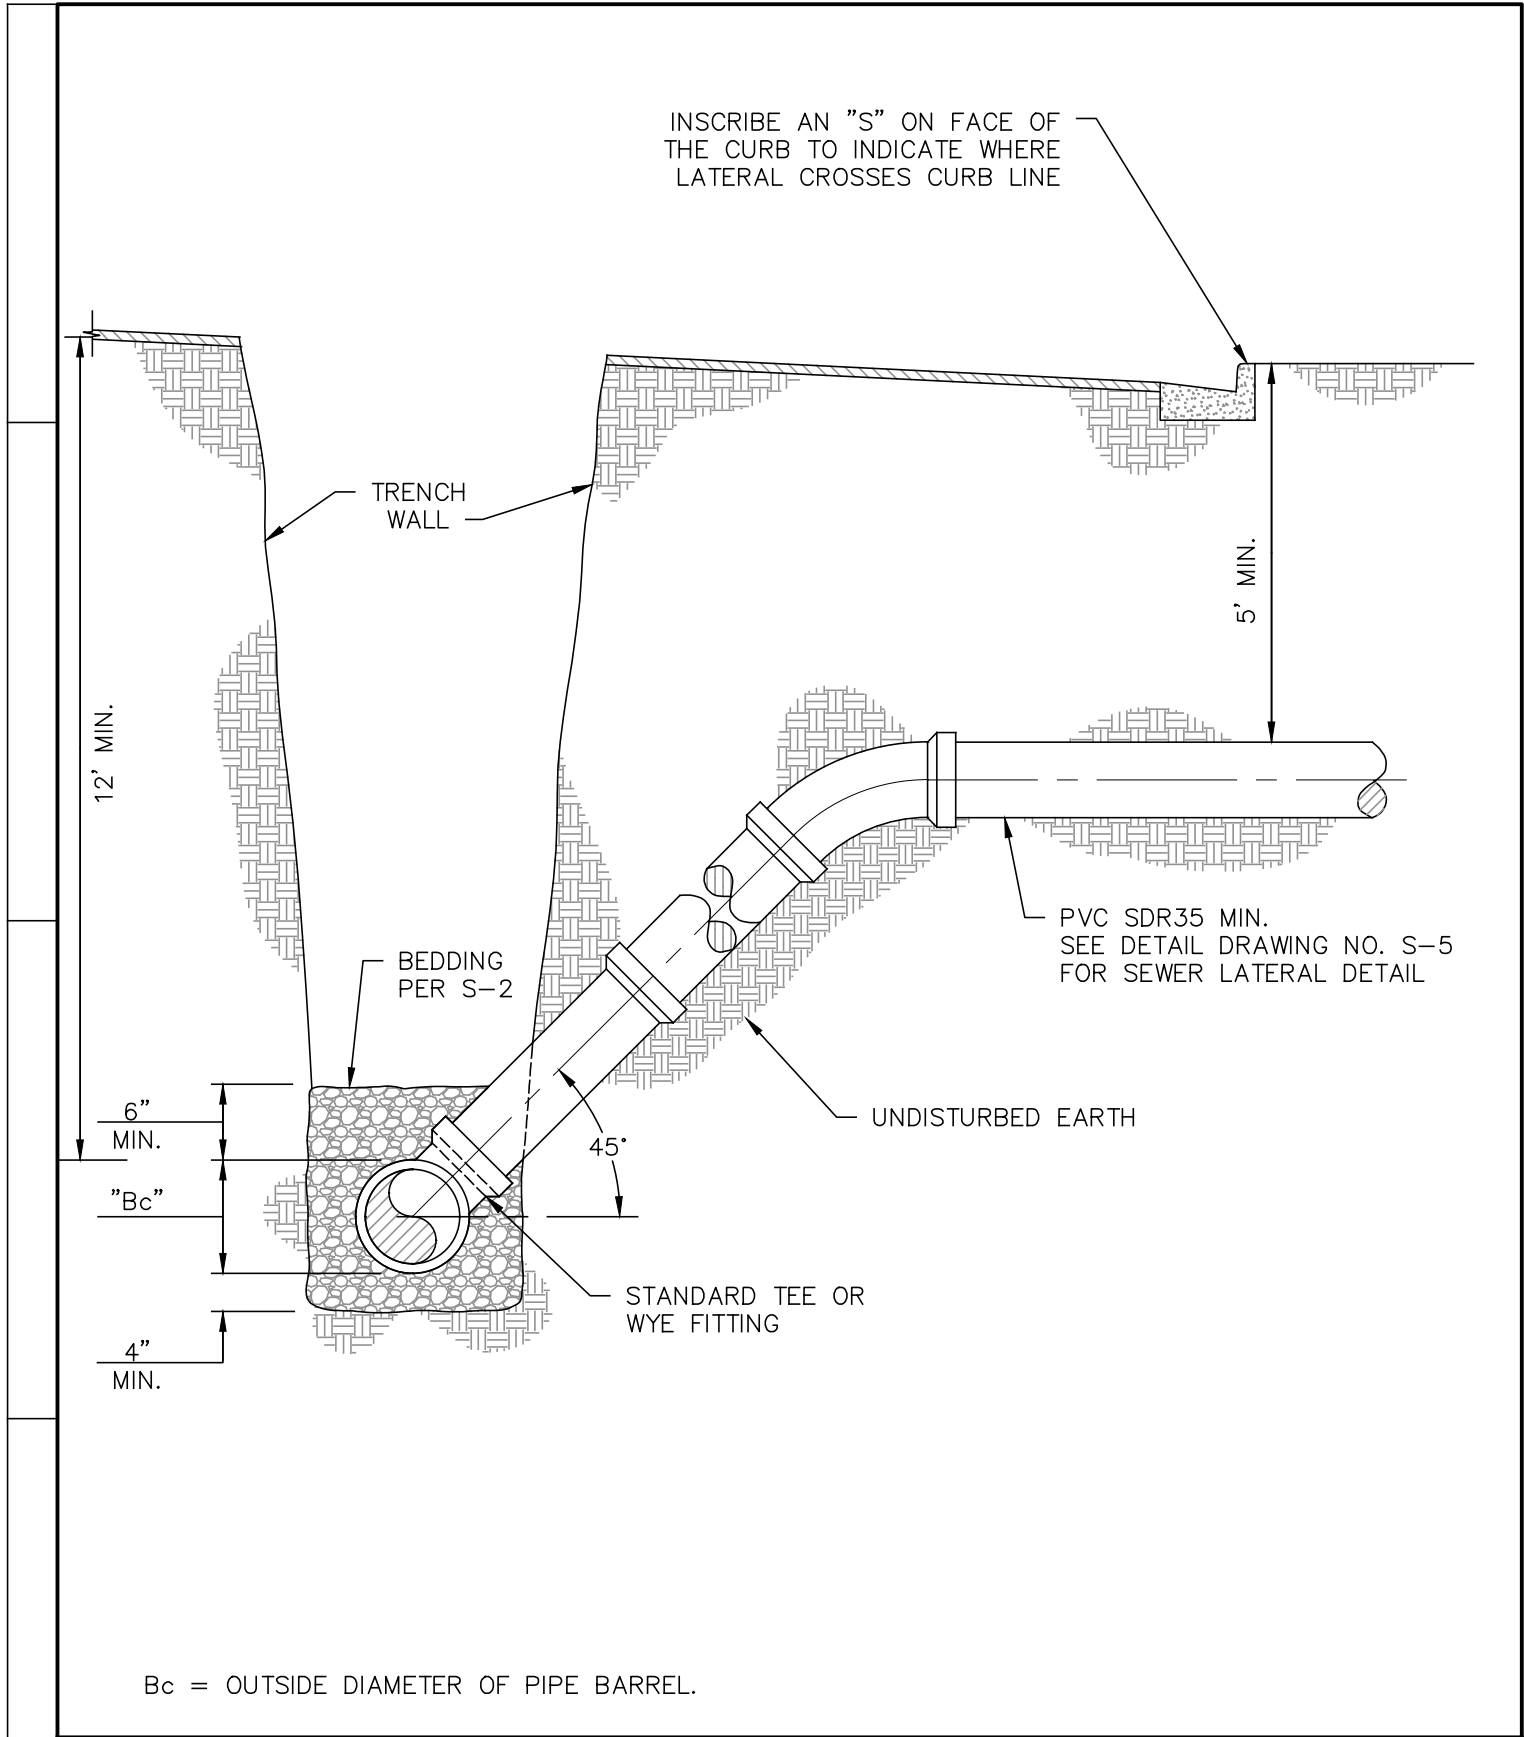 INSCRIBE AN "S" ON FACE OF
THE CURB TO INDICATE WHERE
LATERAL CROSSES CURB LINE
TRENCH
WALL
5' MIN.
12' MIN.
PVC SDR35 MIN.
SEE DETAIL DRAWING NO. S-5
FOR SEWER LATERAL DETAIL
BEDDING
PER S-2
6"
MIN.
UNDISTURBED EARTH
45°
"Bc"
STANDARD TEE OR
WYE FITTING
4"
MIN.
Bc = OUTSIDE DIAMETER OF PIPE BARREL.